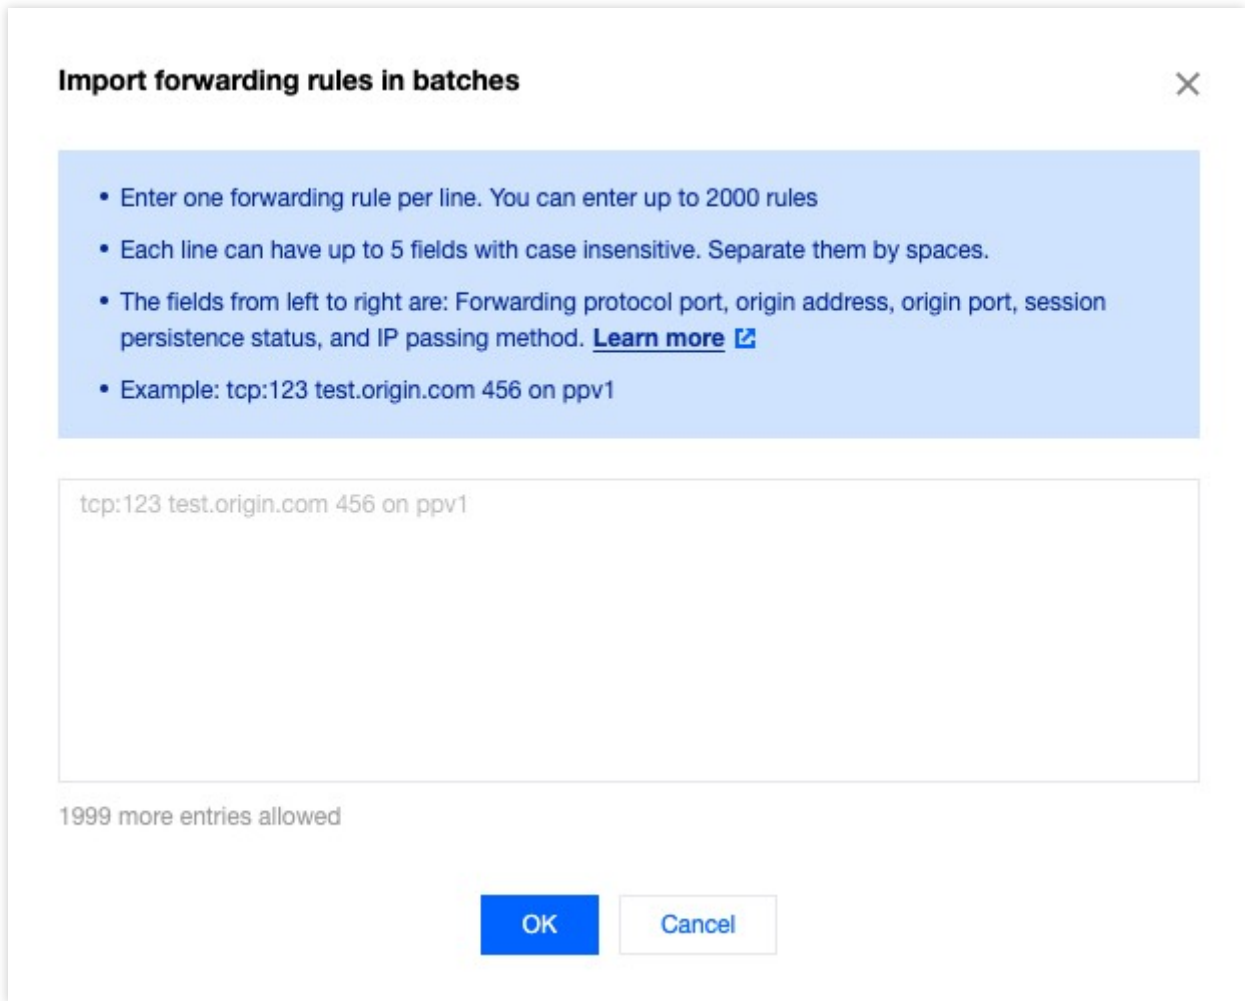 Import forwarding rules in batches
• Enter one forwarding rule per line. You can enter up to 2000 rules
• Each line can have up to 5 fields with case insensitive. Separate them by spaces.
• The fields from left to right are: Forwarding protocol port, origin address, origin port, session
persistence status, and IP passing method. Learn more
• Example: tcp:123 test.origin.com 456 on ppv1
tcp:123 test.origin.com 456 on ppv1
1999 more entries allowed
OK
Cancel